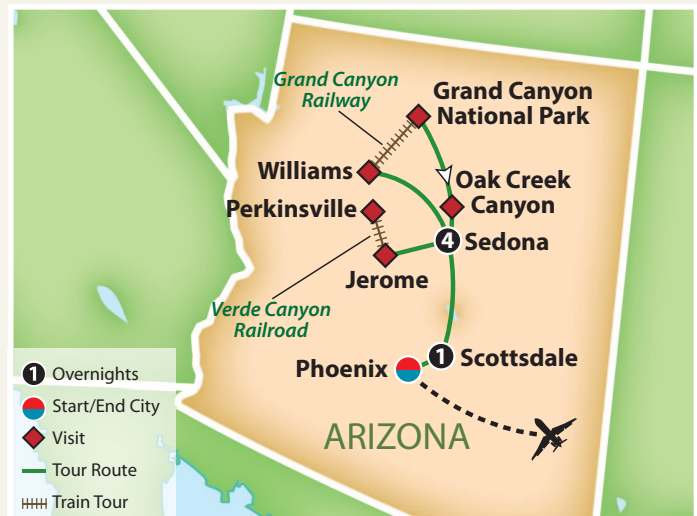 Grand Canyon
Railway
Grand Canyon
National Park
Williams
Oak Creek
Canyon
Perkinsville
4
Sedona
Jerome
Verde Canyon
Railroad
1
Scottsdale
Phoenix
ARIZONA
1 Overnights
Start/End City
Visit
Tour Route
Train Tour